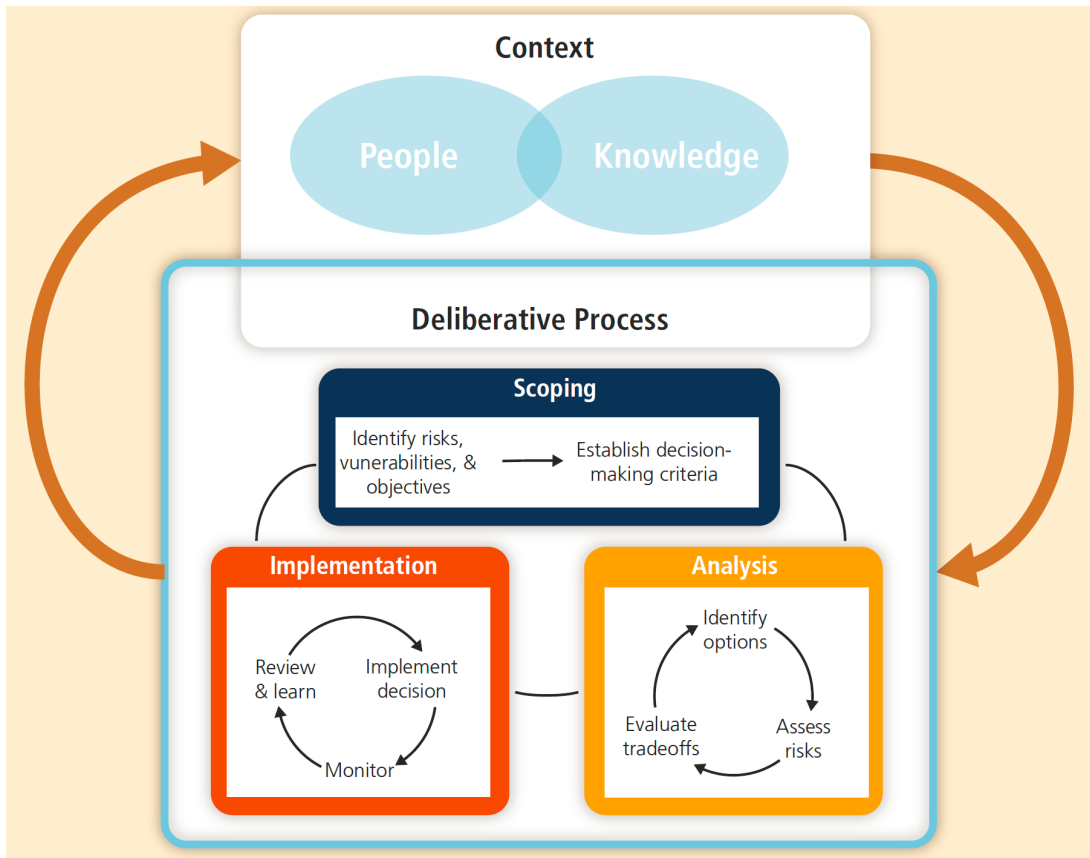 Context
People
Knowledge
Deliberative Process
Scoping
Identify risks,
vunerabilities, &
objectives
Establish decision-
making criteria
Implementation
Review
& learn
Implement
decision
Monitor
Analysis
Identify
options
Evaluate
tradeoffs
Assess
risks